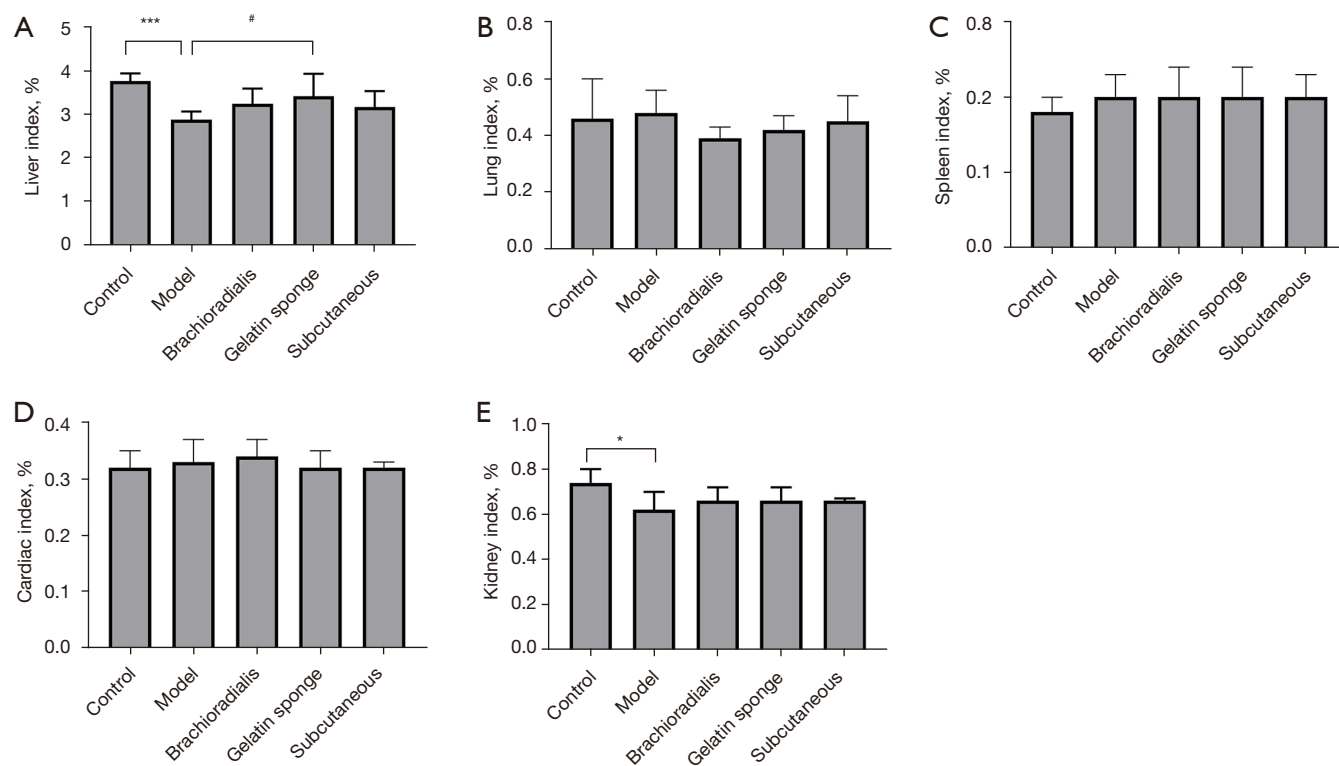 A
Liver index, %
5
4
3
2
1
0
***
#
Control
Model
Brachioradialis
Gelatin sponge
Subcutaneous
B
Lung index, %
0.8
0.6
0.4
0.2
0.0
Control
Model
Brachioradialis
Gelatin sponge
Subcutaneous
C
Spleen index, %
0.8
0.2
0.1
0.0
Control
Model
Brachioradialis
Gelatin sponge
Subcutaneous
D
Cardiac index, %
0.4
0.3
0.2
0.1
0.0
Control
Model
Brachioradialis
Gelatin sponge
Subcutaneous
E
Kidney index, %
1.0
0.8
0.6
0.4
0.2
0.0
*
Control
Model
Brachioradialis
Gelatin sponge
Subcutaneous